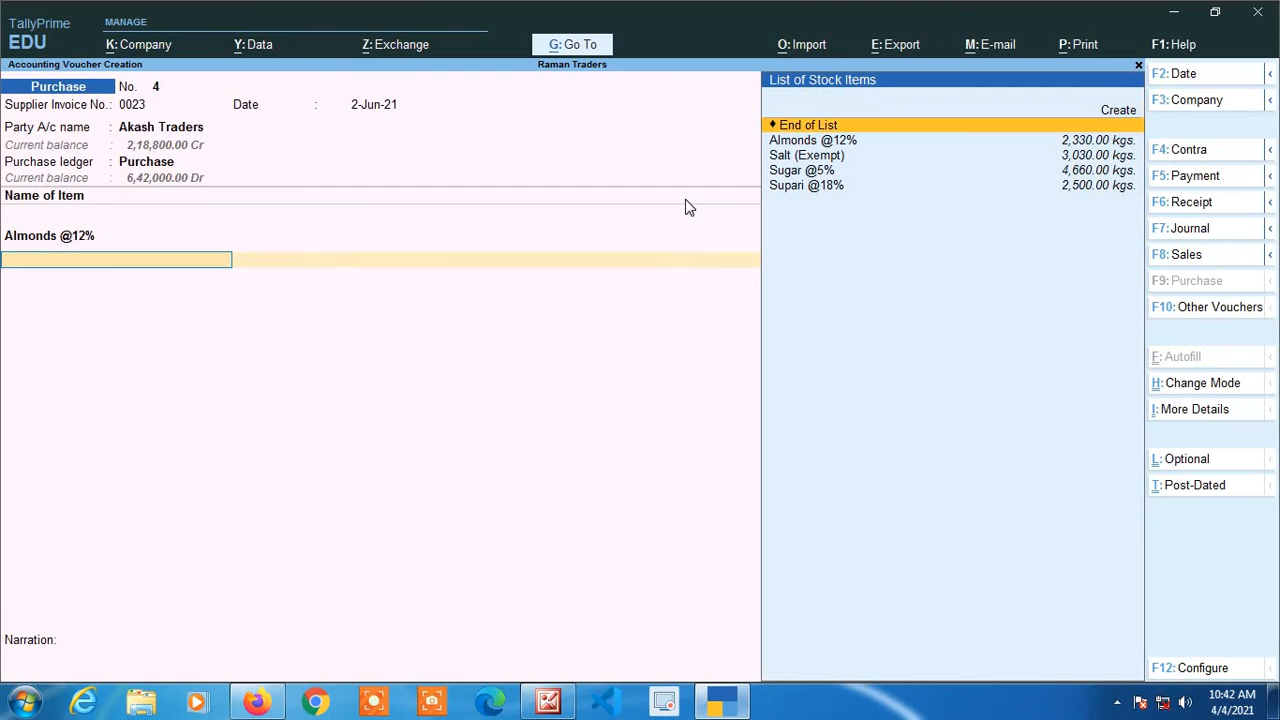 TallyPrime
EDU
MANAGE
K: Company
Y: Data
Z: Exchange
G: Go To
O: Import
E: Export
M: E-mail
P: Print
F1: Help
Accounting Voucher Creation
Raman Traders
Purchase No. 4
Supplier Invoice No.: 0023 Date : 2-Jun-21
Party A/c name : Akash Traders
Current balance : 2,18,800.00 Cr
Purchase ledger : Purchase
Current balance : 6,42,000.00 Dr
Name of Item
Almonds @12%
Narration:
List of Stock Items
Create
♦ End of List
Almonds @12% 2,330.00 kgs.
Salt (Exempt) 3,030.00 kgs.
Sugar @5% 4,660.00 kgs.
Supari @18% 2,500.00 kgs.
F2: Date
F3: Company
F4: Contra
F5: Payment
F6: Receipt
F7: Journal
F8: Sales
F9: Purchase
F10: Other Vouchers
F: Autofill
H: Change Mode
I: More Details
L: Optional
T: Post-Dated
F12: Configure
10:42 AM
4/4/2021